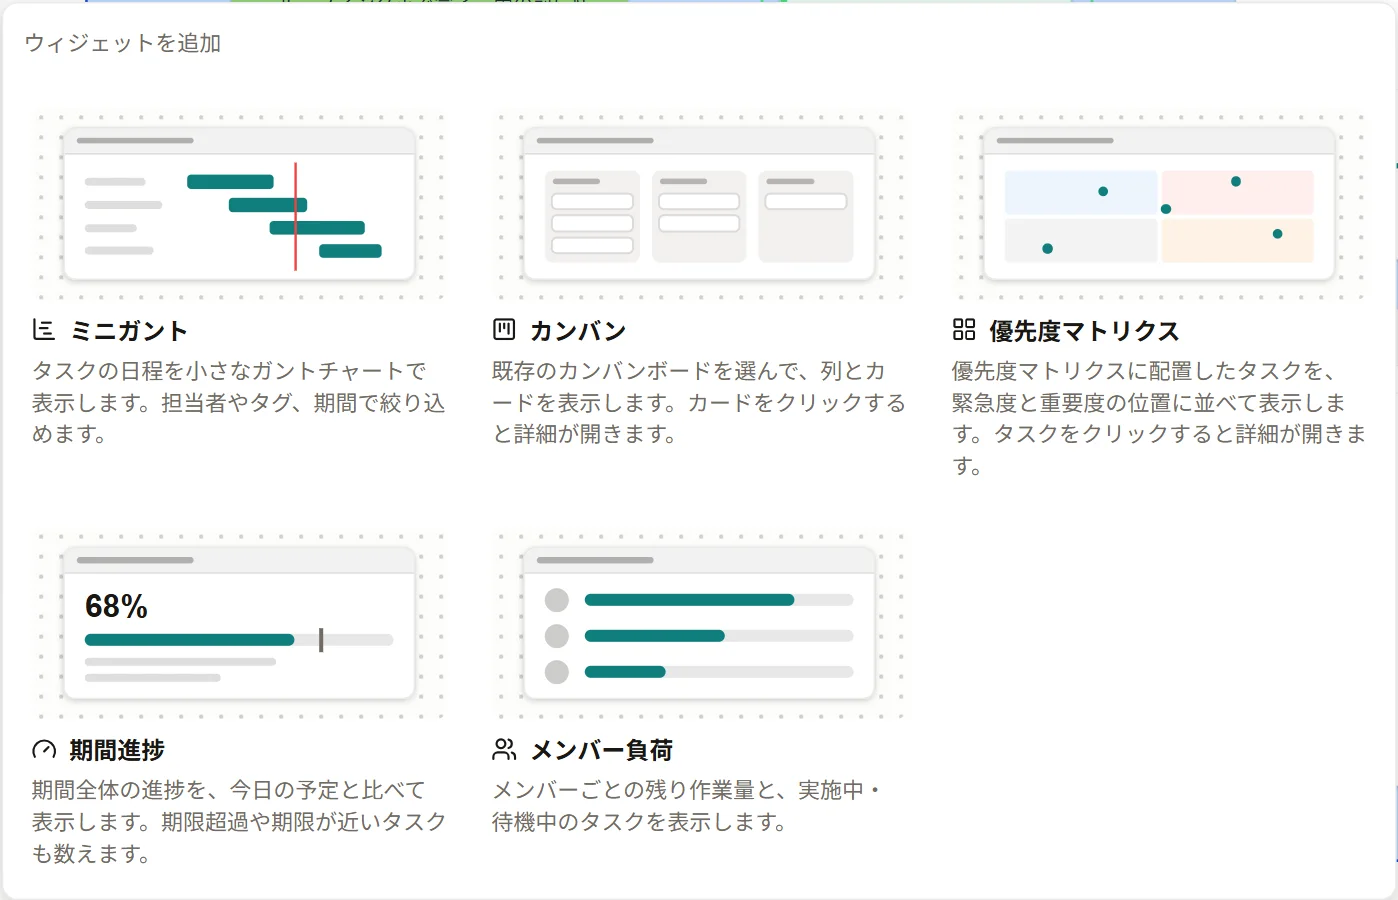 ウィジェットを追加
ミニガント
タスクの日程を小さなガントチャートで
表示します。担当者やタグ、期間で絞り込
めます。
カンバン
既存のカンバンボードを選んで、列とカ
ードを表示します。カードをクリックする
と詳細が開きます。
優先度マトリクス
優先度マトリクスに配置したタスクを、
緊急度と重要度の位置に並べて表示しま
す。タスクをクリックすると詳細が開きま
す。
68%
期間進捗
期間全体の進捗を、今日の予定と比べて
表示します。期限超過や期限が近いタスク
も数えます。
メンバー負荷
メンバーごとの残り作業量と、実施中・
待機中のタスクを表示します。